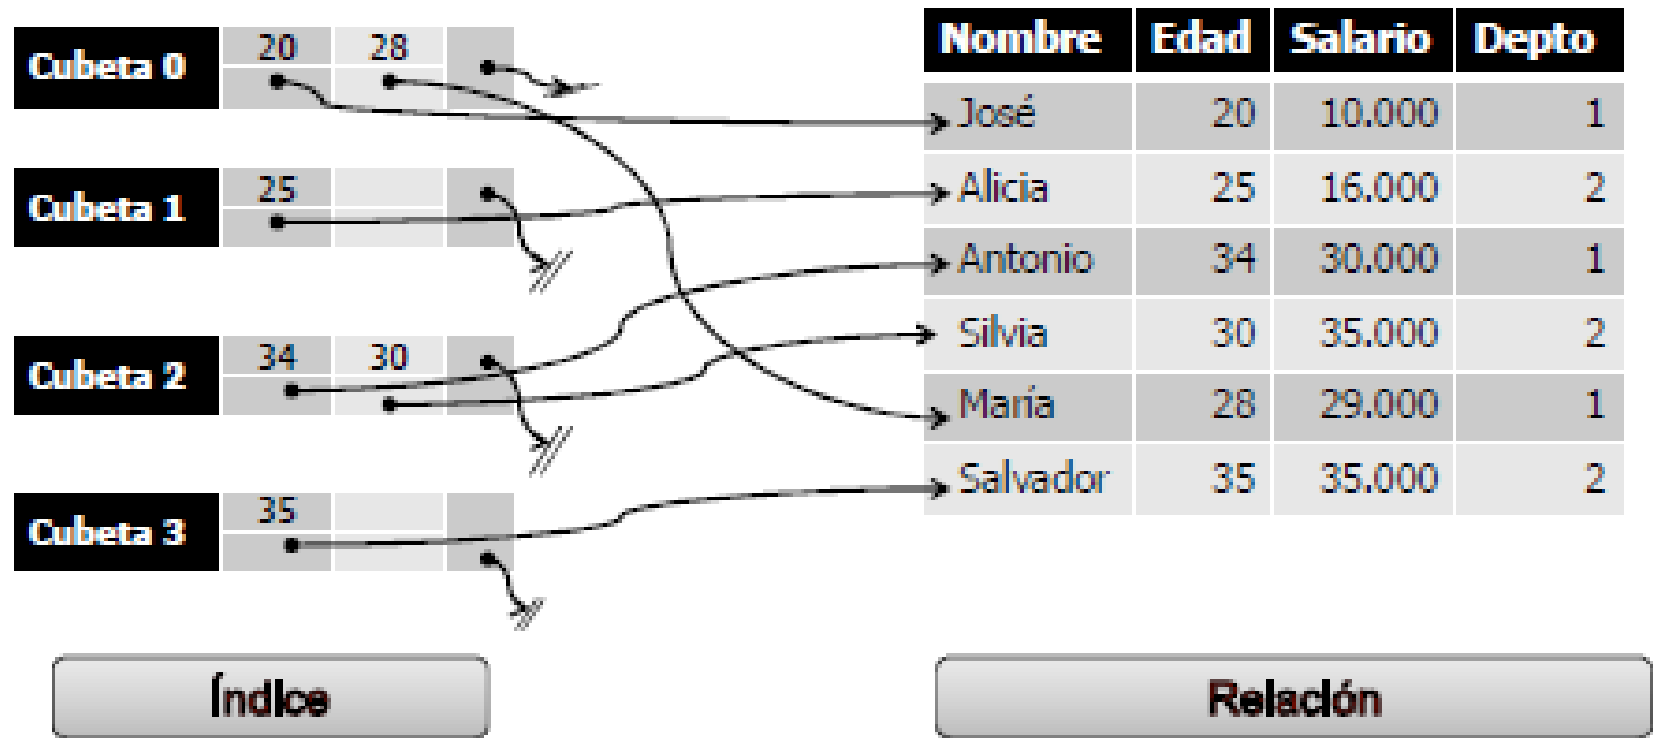 Cubeta 0 20 28
Cubeta 1 25
Cubeta 2 34 30
Cubeta 3 35
Índice
Nombre Edad Salario Depto
José 20 10.000 1
Alicia 25 16.000 2
Antonio 34 30.000 1
Silvia 30 35.000 2
María 28 29.000 1
Salvador 35 35.000 2
Relación